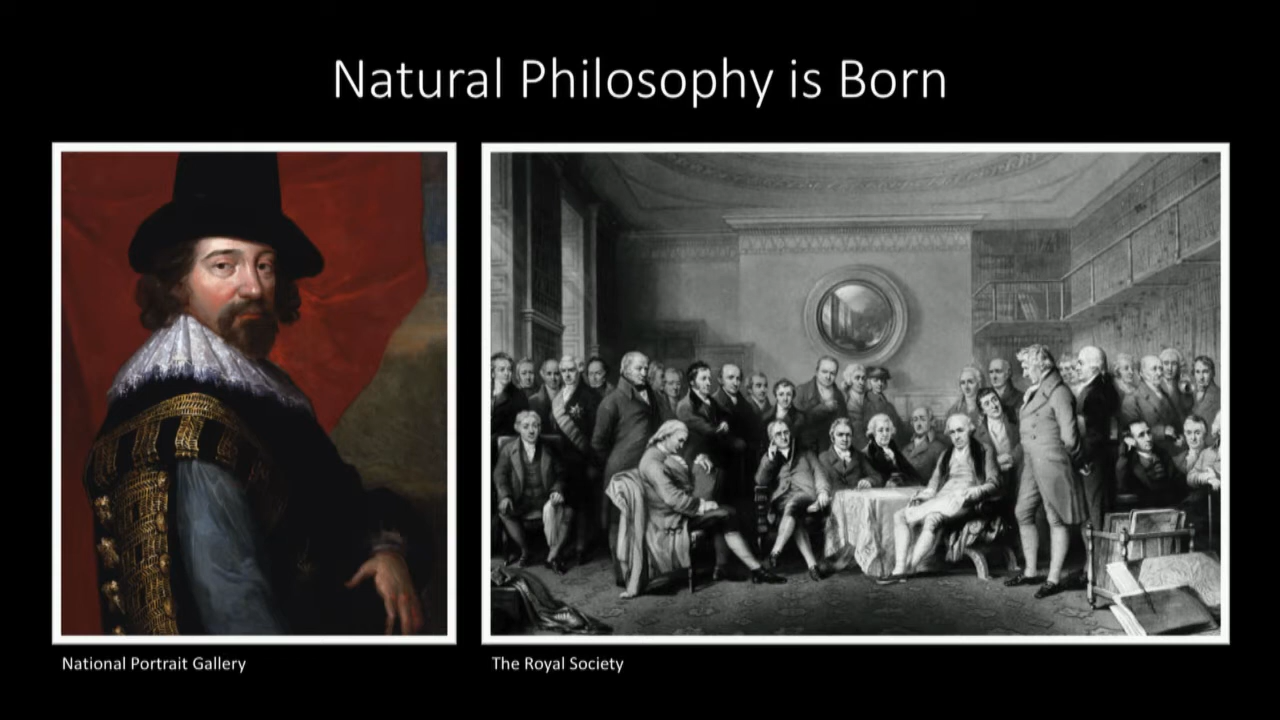 Natural Philosophy is Born
National Portrait Gallery
The Royal Society